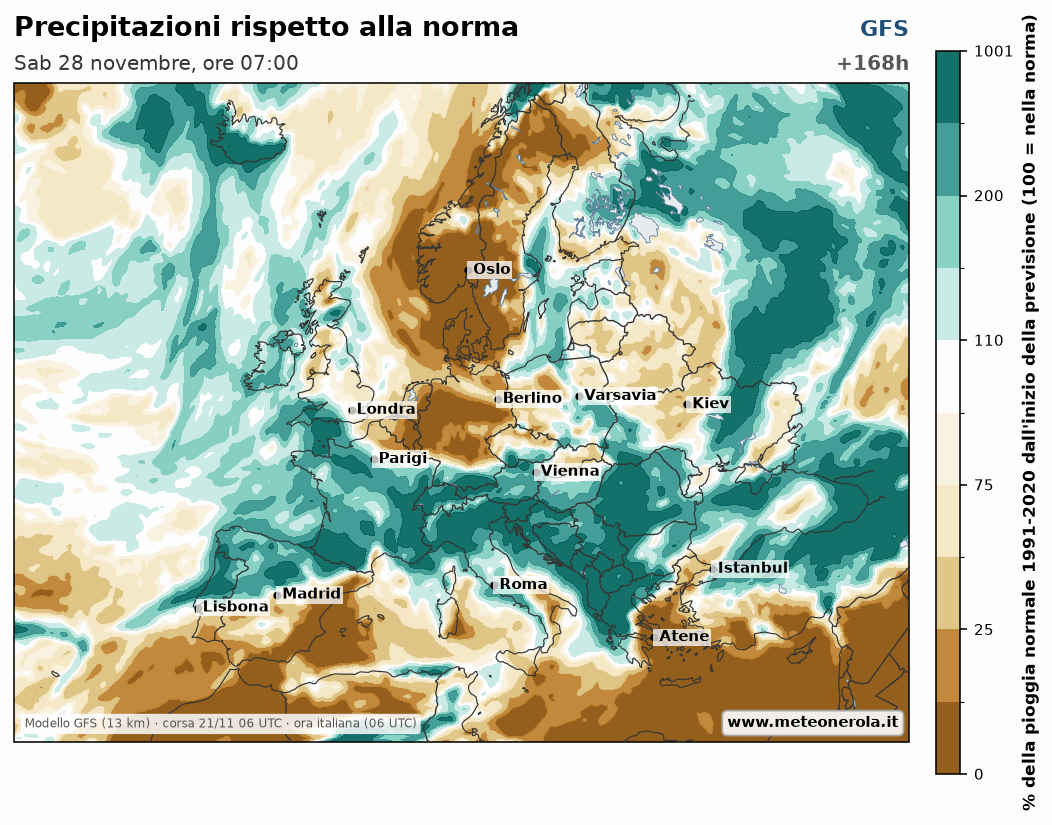 Precipitazioni rispetto alla norma
GFS
Sab 28 novembre, ore 07:00
+168h
Oslo
Londra
Berlino
Varsavia
Kiev
Parigi
Vienna
Istanbul
Roma
Madrid
Lisbona
Atene
Modello GFS (13 km) · corsa 21/11 06 UTC · ora italiana (06 UTC)
www.meteonerola.it
1001
200
110
75
25
0
% della pioggia normale 1991-2020 dall'inizio della previsione (100 = nella norma)